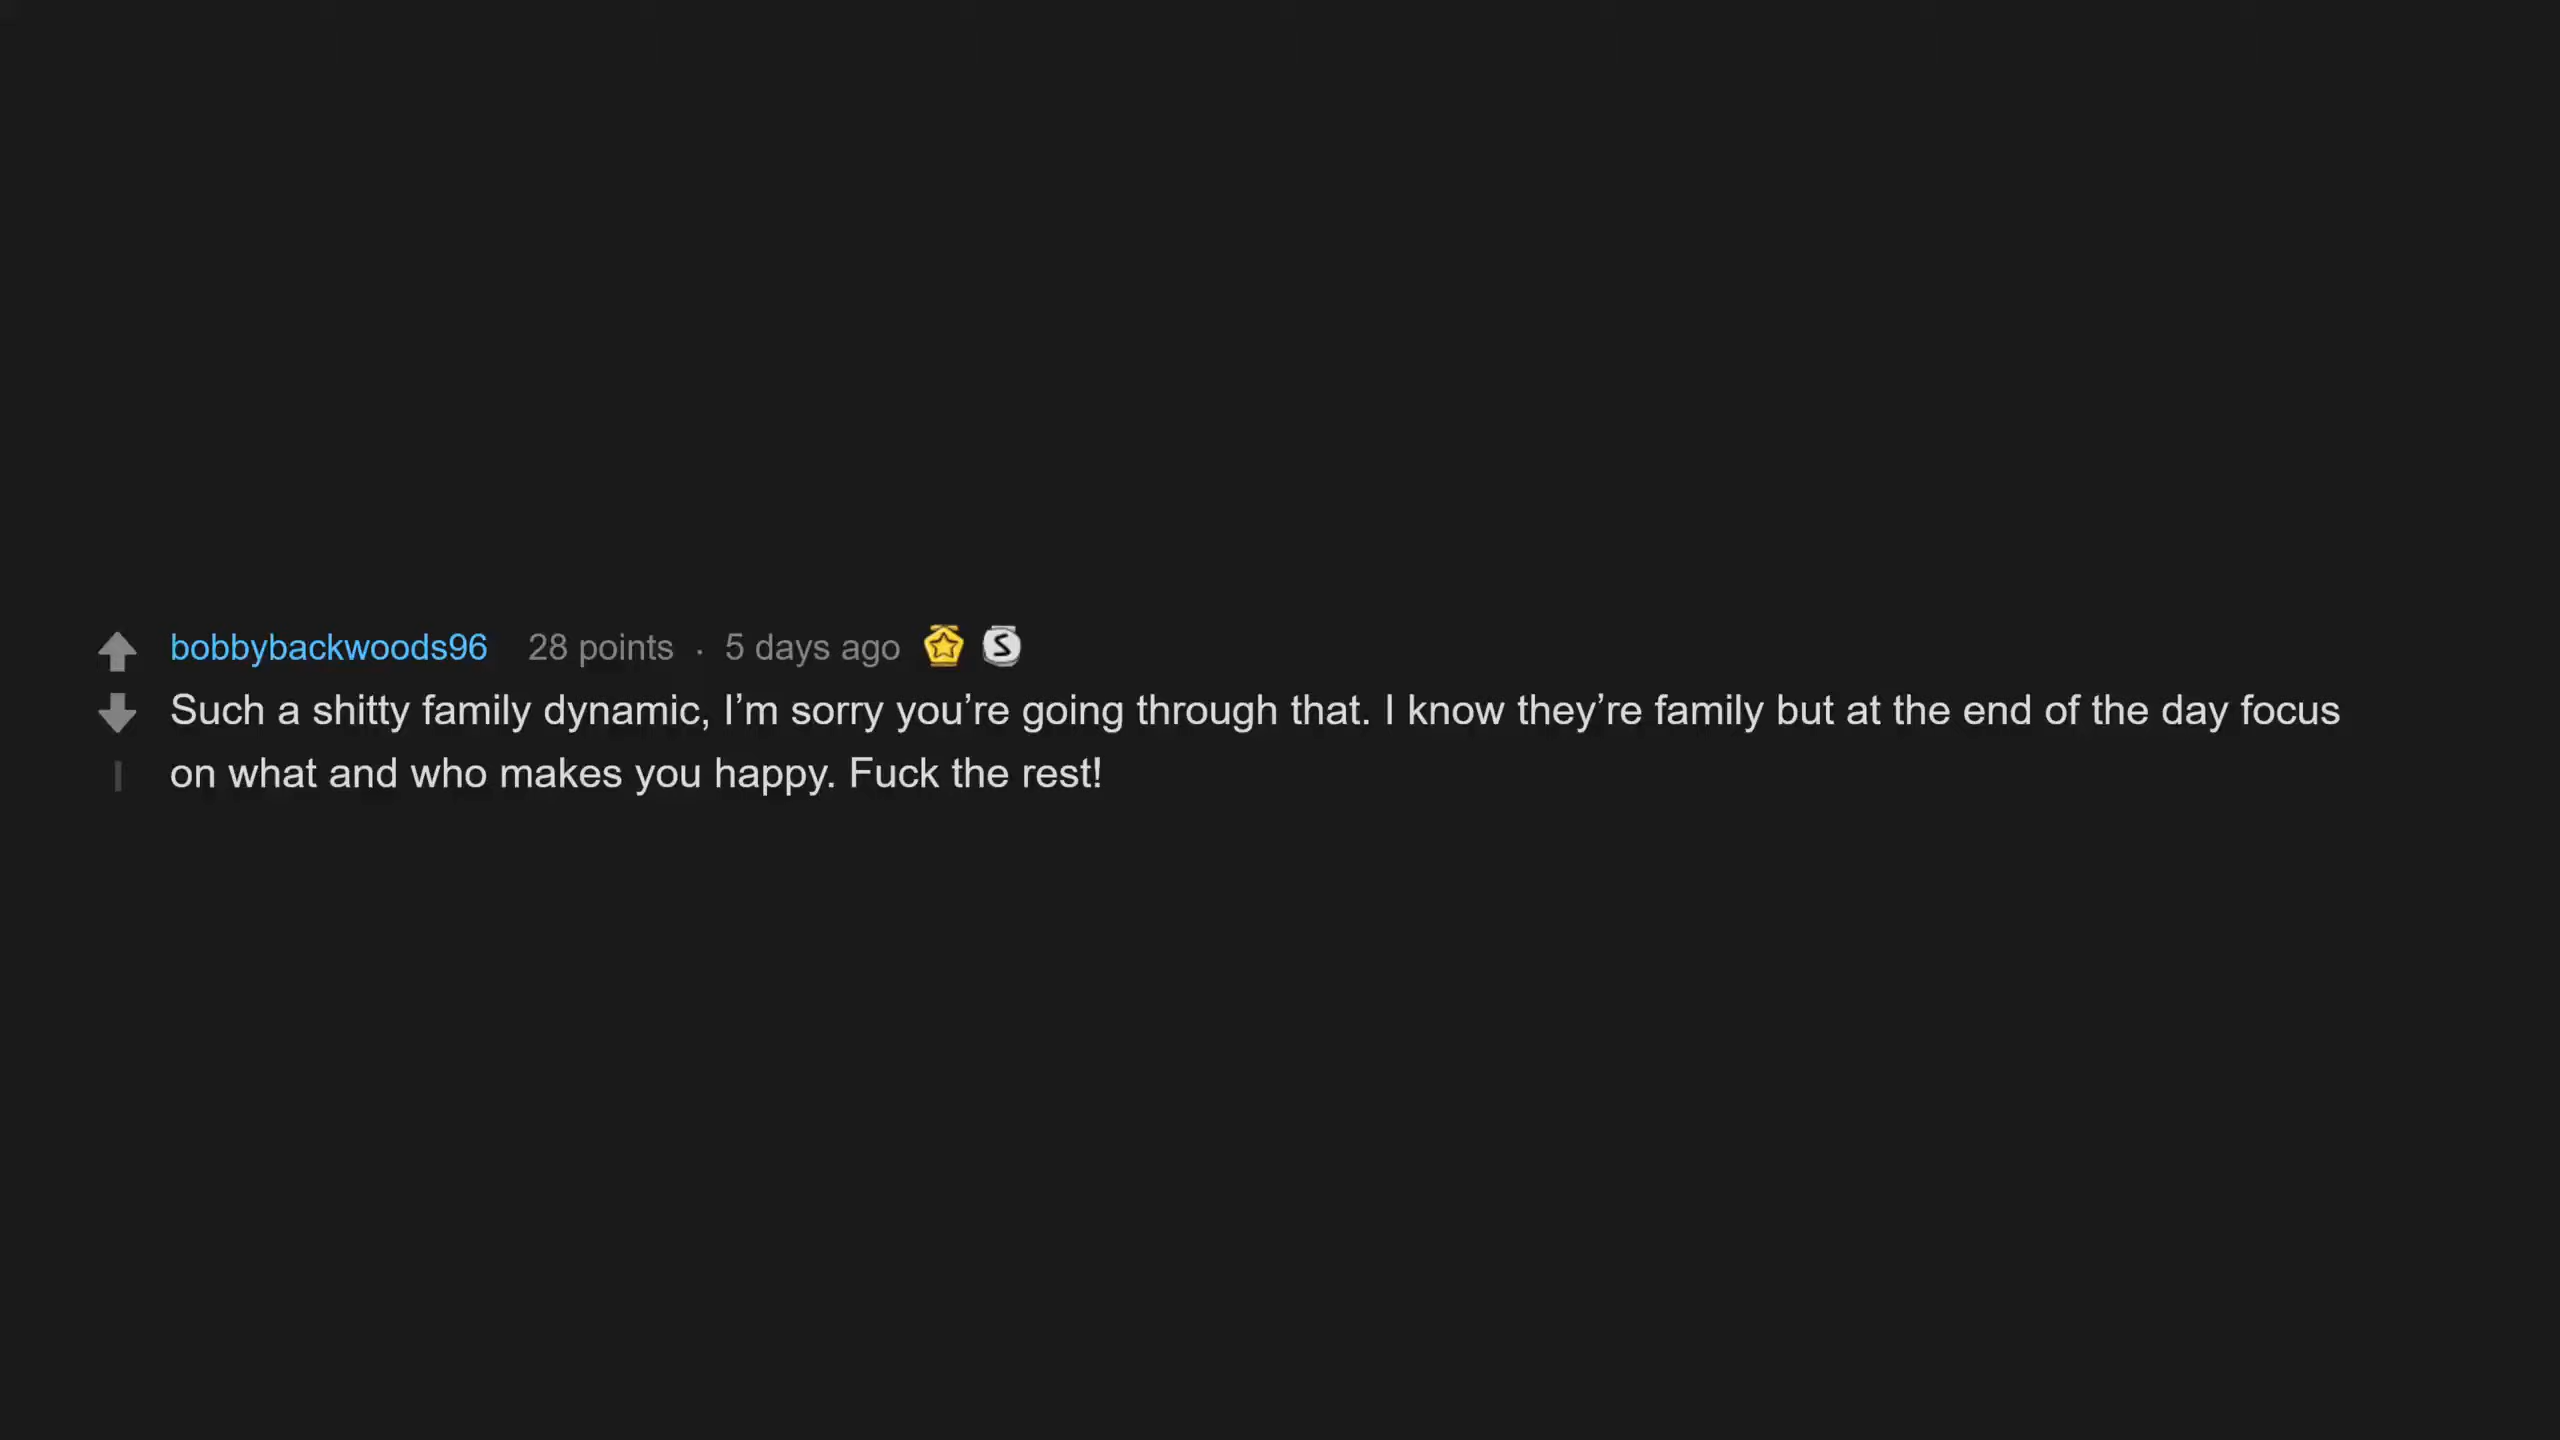 bobbybackwoods96 28 points · 5 days ago S
Such a shitty family dynamic, I’m sorry you’re going through that. I know they’re family but at the end of the day focus
on what and who makes you happy. Fuck the rest!